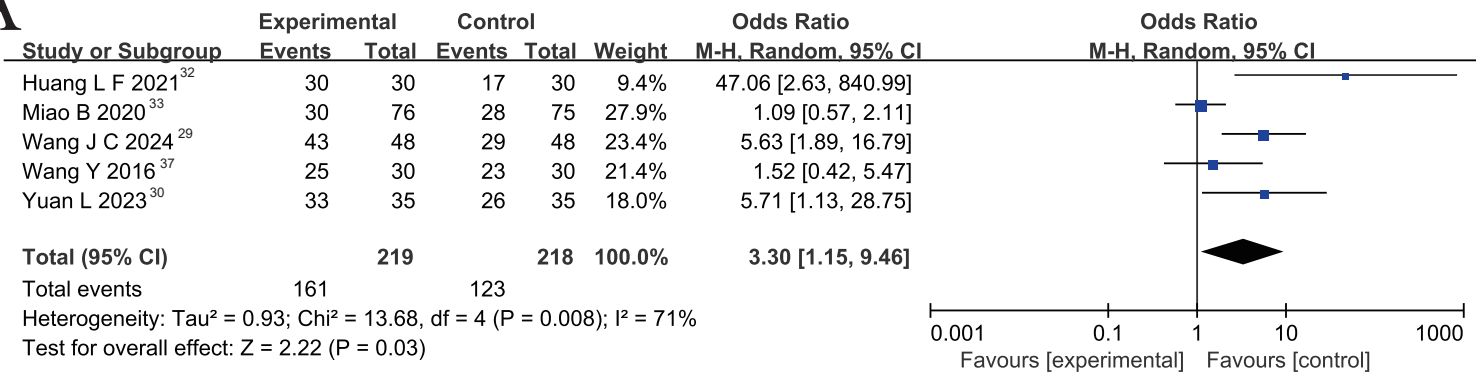 A
Experimental Control Odds Ratio Odds Ratio
Study or Subgroup Events Total Events Total Weight M-H, Random, 95% CI M-H, Random, 95% CI
Huang L F 2021 32 30 30 17 30 9.4% 47.06 [2.63, 840.99]
Miao B 2020 33 30 76 28 75 27.9% 1.09 [0.57, 2.11]
Wang J C 2024 29 43 48 29 48 23.4% 5.63 [1.89, 16.79]
Wang Y 2016 37 25 30 23 30 21.4% 1.52 [0.42, 5.47]
Yuan L 2023 30 33 35 26 35 18.0% 5.71 [1.13, 28.75]
Total (95% CI) 219 218 100.0% 3.30 [1.15, 9.46]
Total events 161 123
Heterogeneity: Tau² = 0.93; Chi² = 13.68, df = 4 (P = 0.008); I² = 71%
Test for overall effect: Z = 2.22 (P = 0.03)
0.001 0.1 1 10 1000
Favours [experimental] Favours [control]